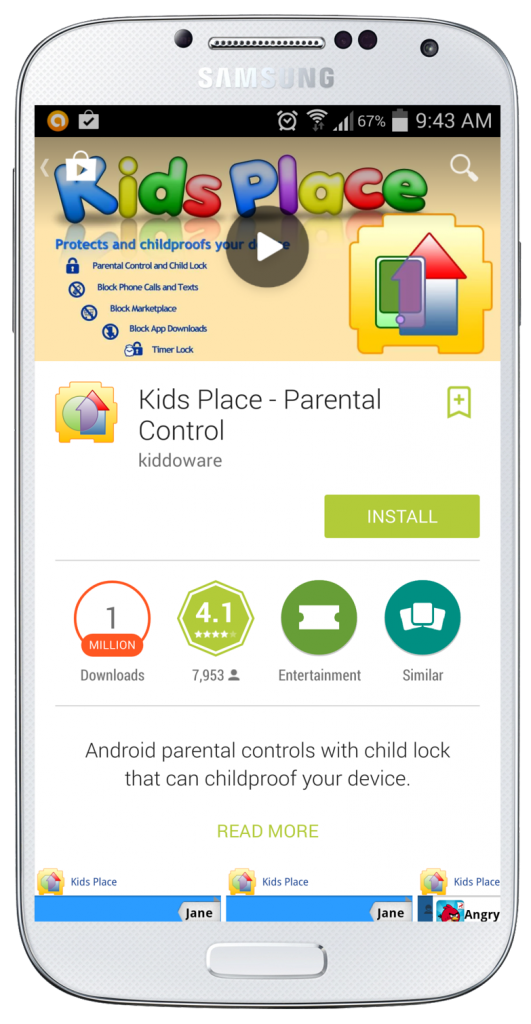 SAMSUNG
67% 9:43 AM
Kids Place
Protects and childproofs your device
Parental Control and Child Lock
Block Phone Calls and Texts
Block Marketplace
Block App Downloads
Timer Lock
Kids Place - Parental
Control
kiddoware
INSTALL
1
MILLION
Downloads
4.1
7,953
Entertainment
Similar
Android parental controls with child lock
that can childproof your device.
READ MORE
Kids Place
Kids Place
Kids Place
Jane
Jane
Angry